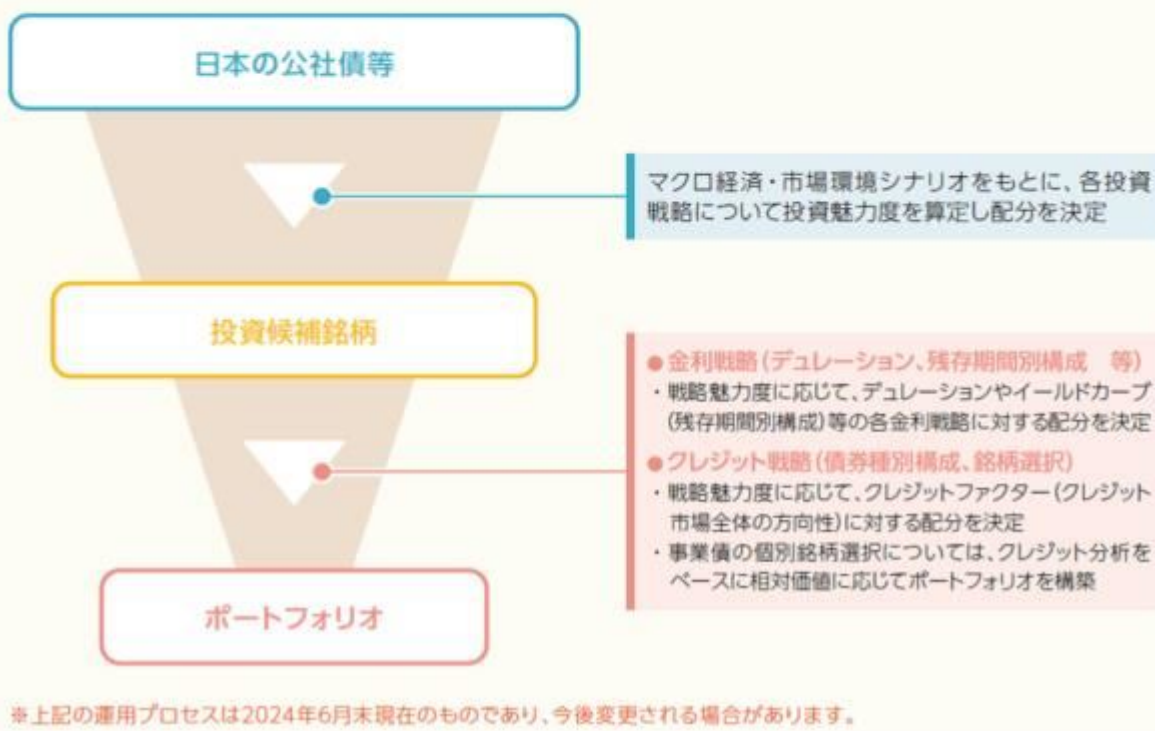 日本の公社債等
マクロ経済・市場環境シナリオをもとに、各投資
戦略について投資魅力度を算定し配分を決定
投資候補銘柄
●金利戦略(デュレーション、残存期間別構成　等)
・戦略魅力度に応じて、デュレーションやイールドカーブ
(残存期間別構成)等の各金利戦略に対する配分を決定
●クレジット戦略(債券種別構成、銘柄選択)
・戦略魅力度に応じて、クレジットファクター(クレジット
市場全体の方向性)に対する配分を決定
・事業債の個別銘柄選択については、クレジット分析を
ベースに相対価値に応じてポートフォリオを構築
ポートフォリオ
※上記の運用プロセスは2024年6月末現在のものであり、今後変更される場合があります。